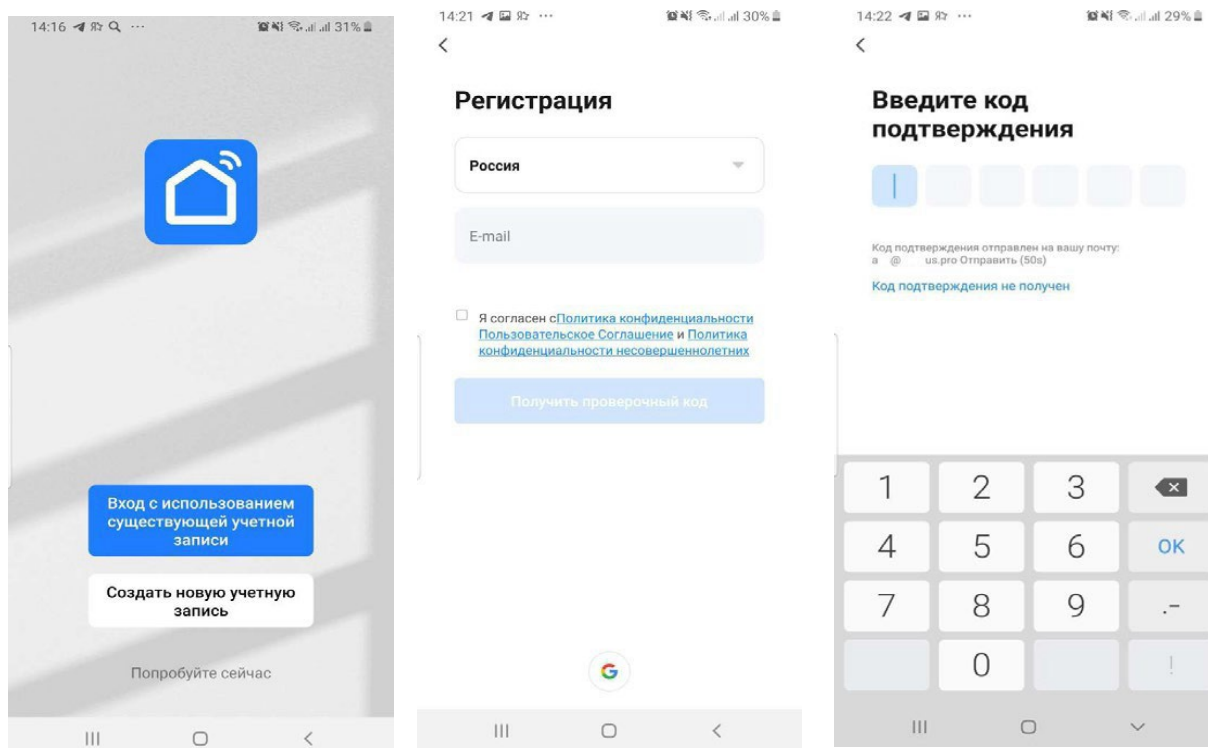 14:16 ... 31%
Вход с использованием
существующей учетной
записи
Создать новую учетную
запись
Попробуйте сейчас
14:21 ... 30%
Регистрация
Россия
E-mail
Я согласен сПолитика конфиденциальности
Пользовательское Соглашение и Политика
конфиденциальности несовершеннолетних
Получить проверочный код
G
14:22 ... 29%
Введите код
подтверждения
Код подтверждения отправлен на вашу почту:
a @ us.pro Отправить (50s)
Код подтверждения не получен
1 2 3
4 5 6 OK
7 8 9 .-
0 !